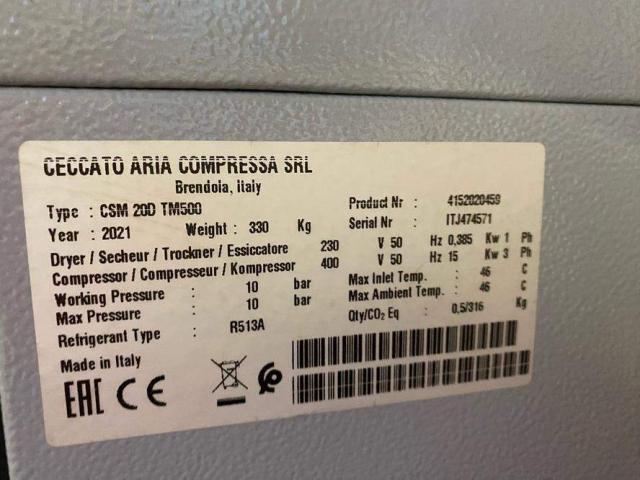 CECCATO ARIA COMPRESSA SRL
Brendola, Italy
Type : CSM 20D TM500 Product Nr : 4152020459
Year : 2021 Weight : 330 Kg Serial Nr : ITJ474571
Dryer / Secheur / Trockner / Essiccatore 230 V 50 Hz 0,385 Kw 1 Ph
Compressor / Compresseur / Kompressor 400 V 50 Hz 15 Kw 3 Ph
Working Pressure : 10 bar Max Inlet Temp. : 46 C
Max Pressure : 10 bar Max Ambient Temp. : 46 C
Refrigerant Type : R513A Qty/CO₂ Eq : 0,5/316 Kg
Made in Italy
EAC CE